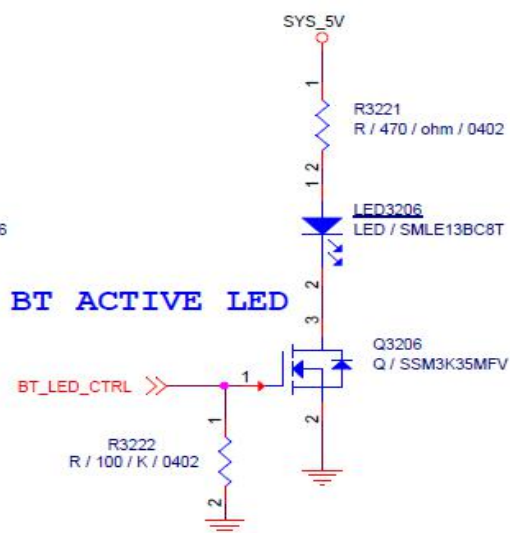 SYS_5V
1
R3221
R / 470 / ohm / 0402
2
1
LED3206
LED / SMLE13BC8T
6
2
BT ACTIVE LED
3
Q3206
Q / SSM3K35MFV
1
BT_LED_CTRL
2
1
R3222
R / 100 / K / 0402
2